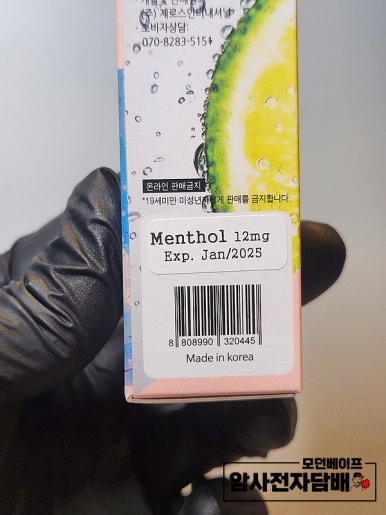 (주) 제로스인터내셔널
소비자상담:
070-8283-5151
온라인 판매금지
*19세미만 미성년자에게 판매를 금지합니다.
Menthol 12mg
Exp. Jan/2025
8 808990 320445
Made in korea
모던베이프
암사전자담배